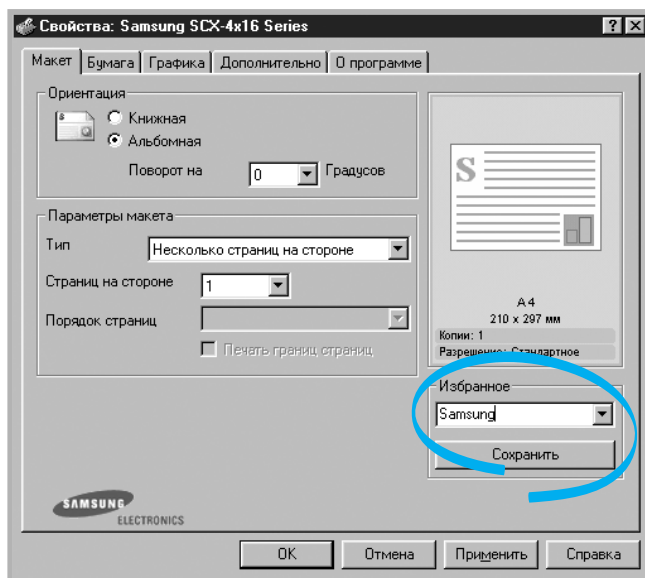 Свойства: Samsung SCX-4x16 Series
Макет Бумага Графика Дополнительно О программе
Ориентация
Книжная
Альбомная
Поворот на 0 Градусов
Параметры макета
Тип Несколько страниц на стороне
Страниц на стороне 1
Порядок страниц
Печать границ страниц
S
A4
210 x 297 мм
Копии: 1
Разрешение: Стандартное
Избранное
Samsung
Сохранить
SAMSUNG
ELECTRONICS
OK Отмена Применить Справка